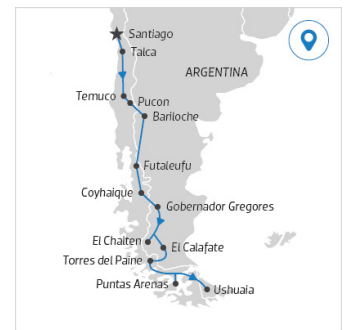 Santiago
Talca
ARGENTINA
Temuco
Pucon
Bariloche
Futaleufu
Coyhaique
Gobernador Gregores
El Chalten
El Calafate
Torres del Paine
Puntas Arenas
Ushuaia